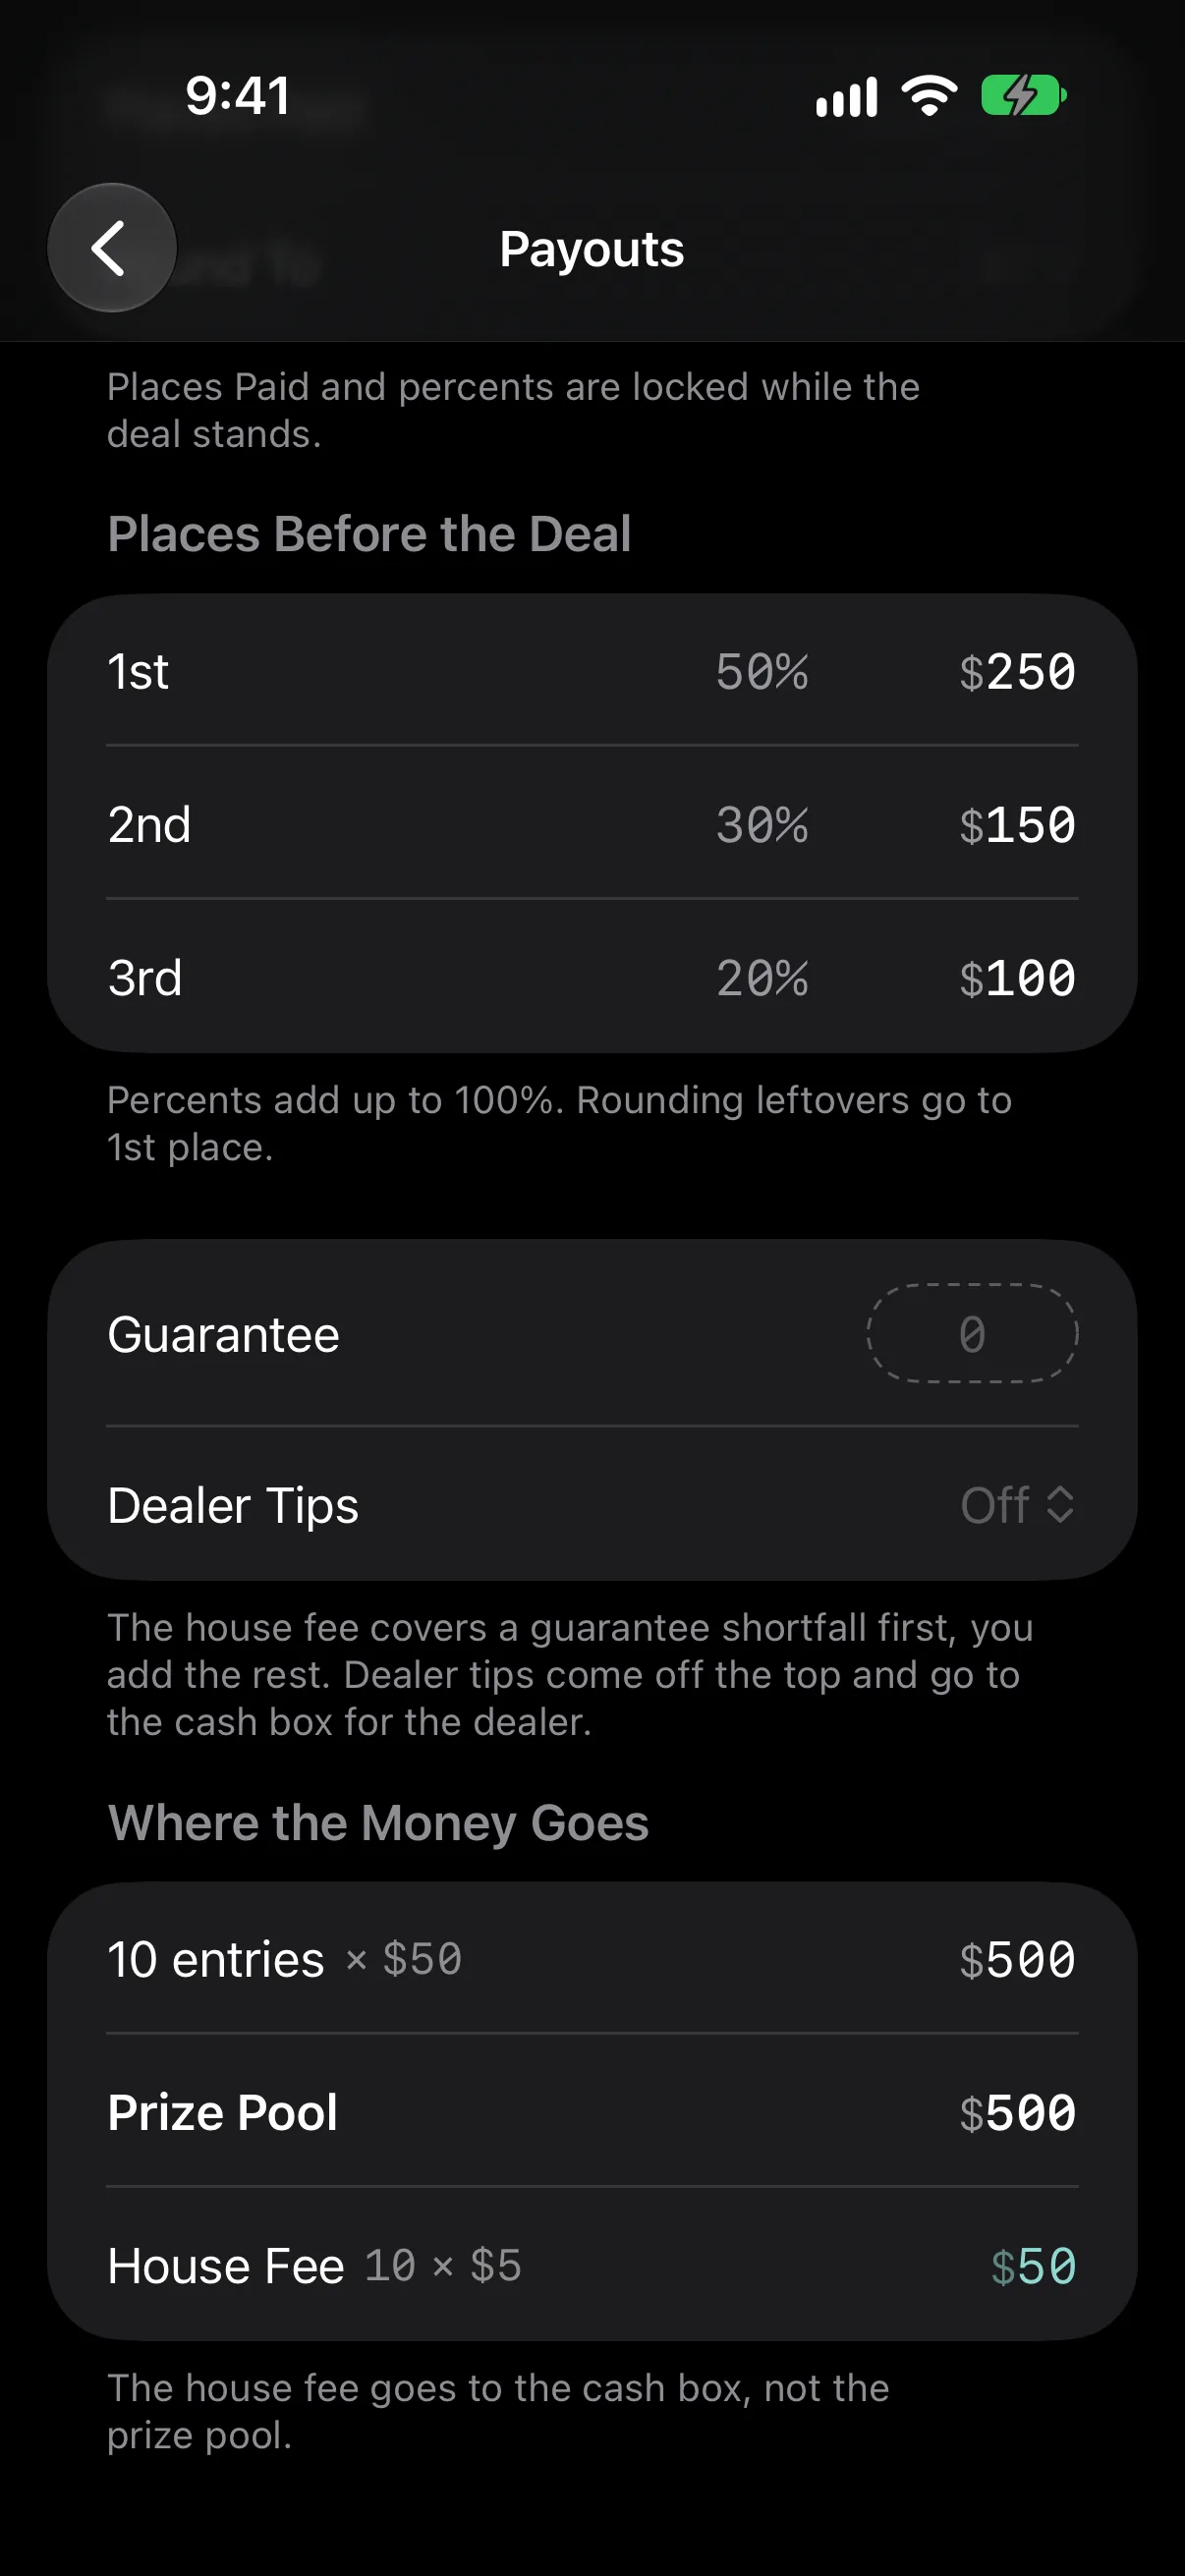 9:41
Payouts
Places Paid and percents are locked while the
deal stands.
Places Before the Deal
1st 50% $250
2nd 30% $150
3rd 20% $100
Percents add up to 100%. Rounding leftovers go to
1st place.
Guarantee 0
Dealer Tips Off
The house fee covers a guarantee shortfall first, you
add the rest. Dealer tips come off the top and go to
the cash box for the dealer.
Where the Money Goes
10 entries × $50 $500
Prize Pool $500
House Fee 10 × $5 $50
The house fee goes to the cash box, not the
prize pool.